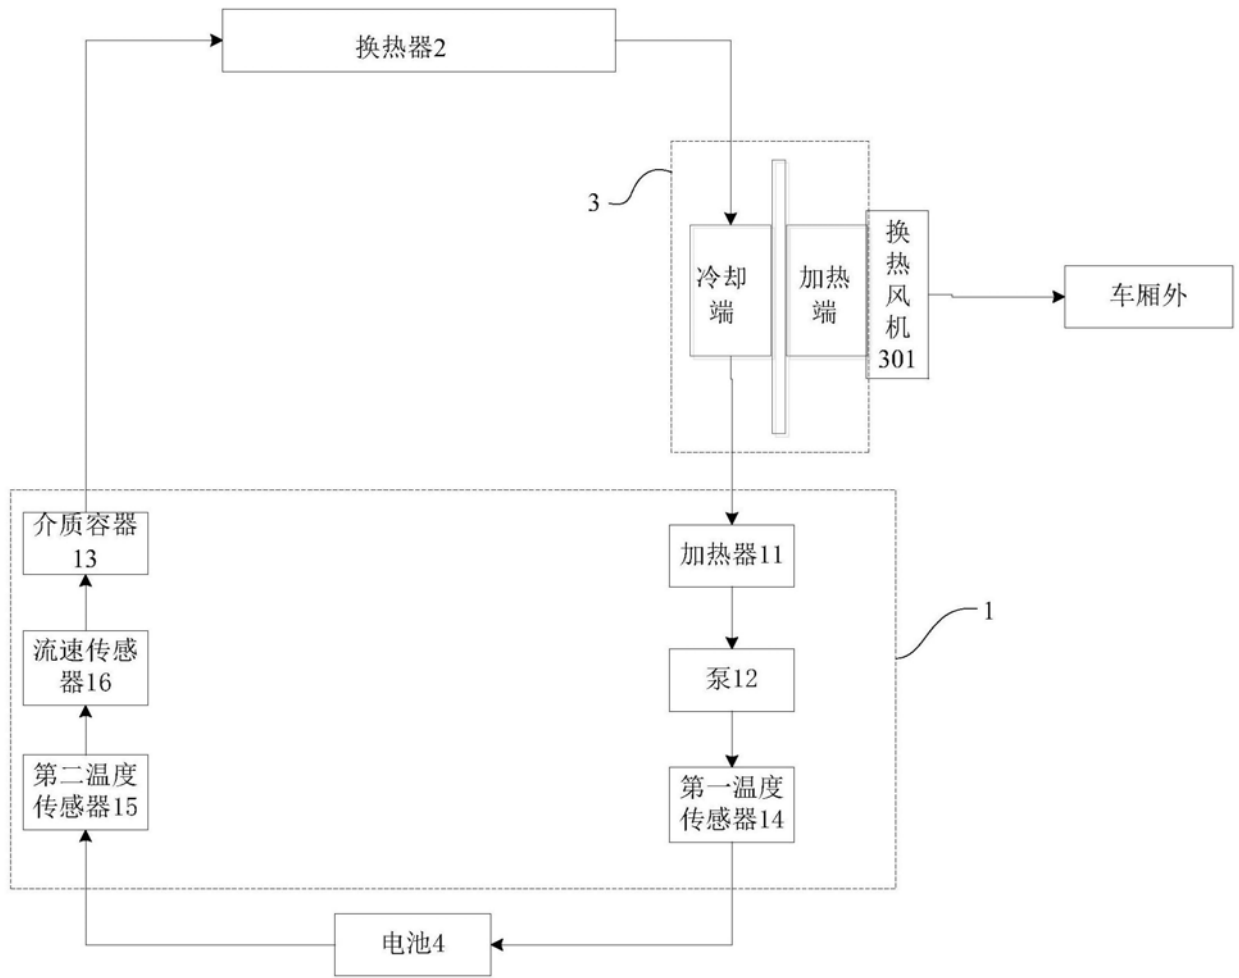 换热器2
3
冷却
端
加热
端
换
热
风
机
301
车厢外
介质容器
13
加热器11
1
流速传感
器16
泵12
第二温度
传感器15
第一温度
传感器14
电池4